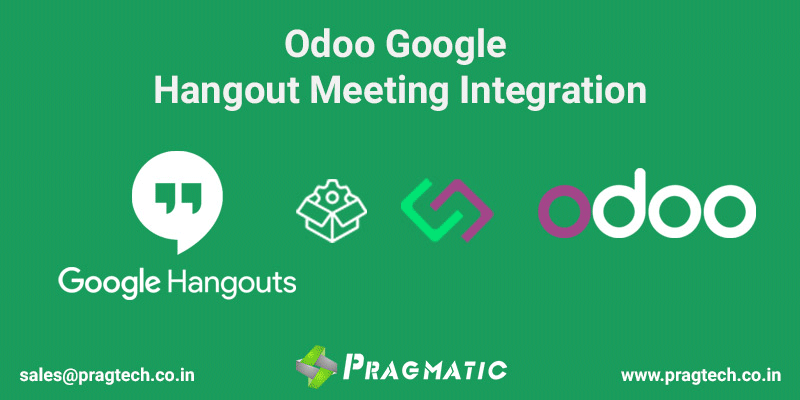 Odoo Google
Hangout Meeting Integration
Google Hangouts
odoo
sales@pragtech.co.in
PRAGMATIC
www.pragtech.co.in